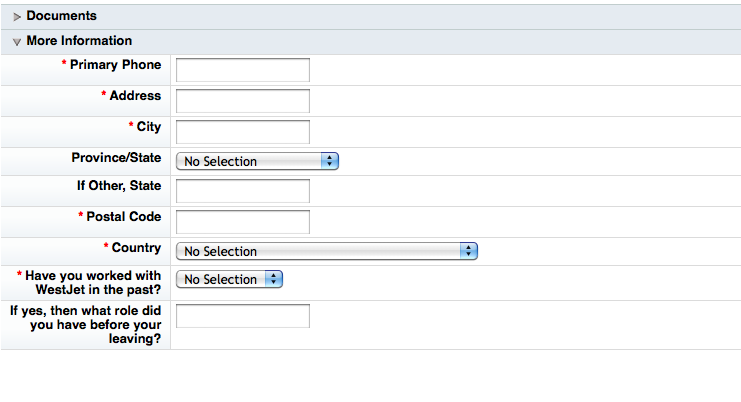 Documents
More Information
* Primary Phone
* Address
* City
Province/State No Selection
If Other, State
* Postal Code
* Country No Selection
* Have you worked with
WestJet in the past? No Selection
If yes, then what role did
you have before your
leaving?